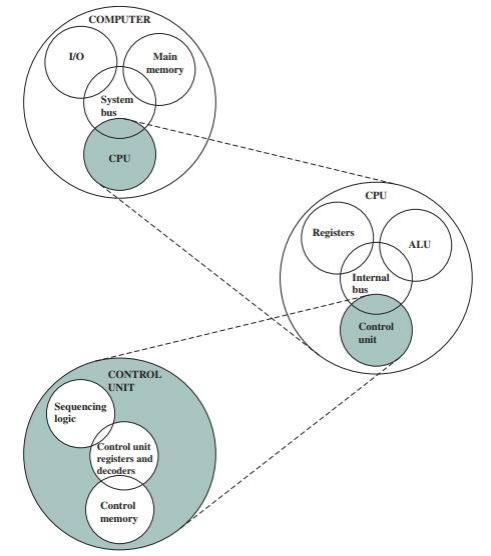 COMPUTER
I/O
Main
memory
System
bus
CPU
CPU
Registers
ALU
Internal
bus
Control
unit
CONTROL
UNIT
Sequencing
logic
Control unit
registers and
decoders
Control
memory